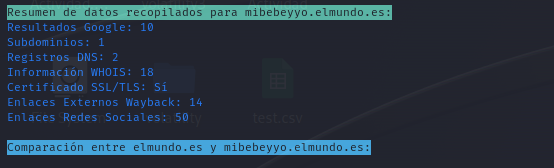 Resumen de datos recopilados para mibebeyyo.elmundo.es:
Resultados Google: 10
Subdominios: 1
Registros DNS: 2
Información WHOIS: 18
Certificado SSL/TLS: Sí
Enlaces Externos Wayback: 14
Enlaces Redes Sociales: 50
test.csv
Comparación entre elmundo.es y mibebeyyo.elmundo.es: